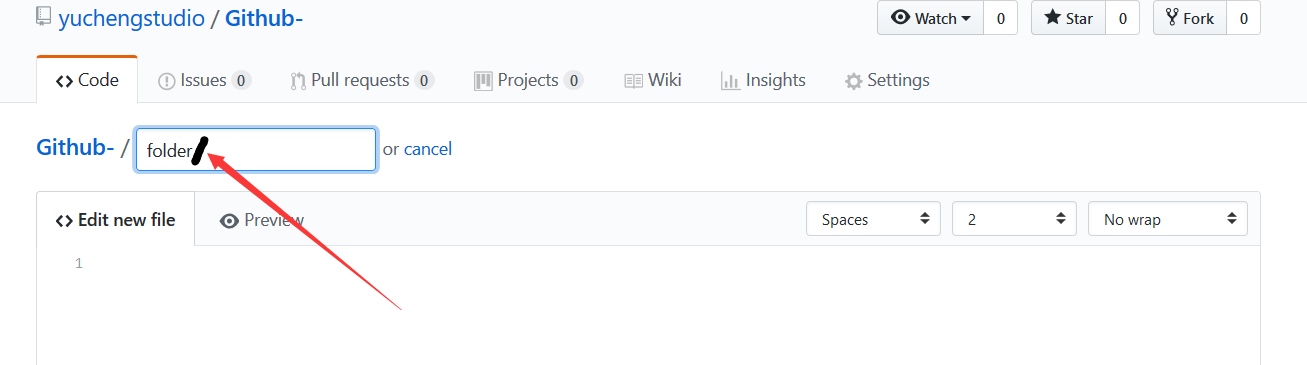 yuchengstudio / Github-
Watch 0 Star 0 Fork 0
Code Issues 0 Pull requests 0 Projects 0 Wiki Insights Settings
Github- / folder/ or cancel
Edit new file Preview Spaces 2 No wrap
1